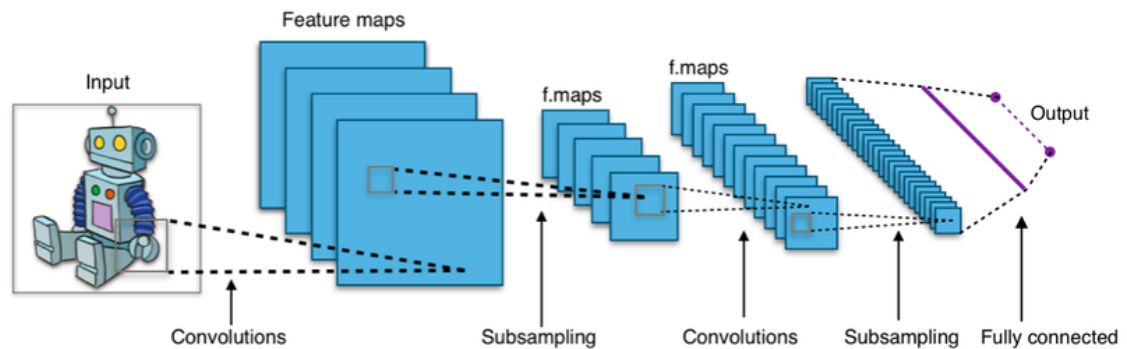 Feature maps
f.maps
Input
f.maps
Output
Convolutions
Subsampling
Convolutions
Subsampling
Fully connected